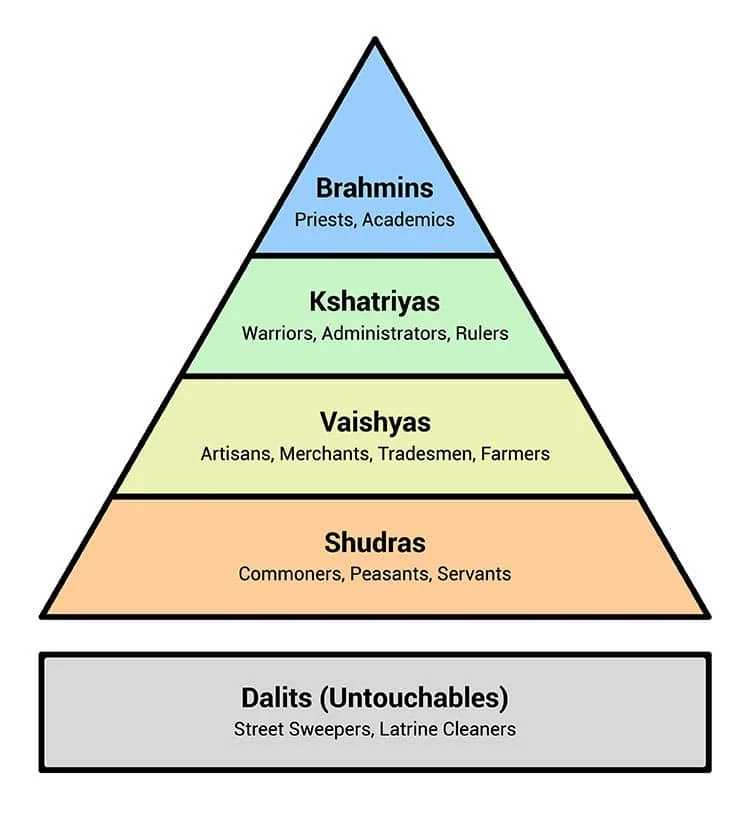 Brahmins
Priests, Academics
Kshatriyas
Warriors, Administrators, Rulers
Vaishyas
Artisans, Merchants, Tradesmen, Farmers
Shudras
Commoners, Peasants, Servants
Dalits (Untouchables)
Street Sweepers, Latrine Cleaners